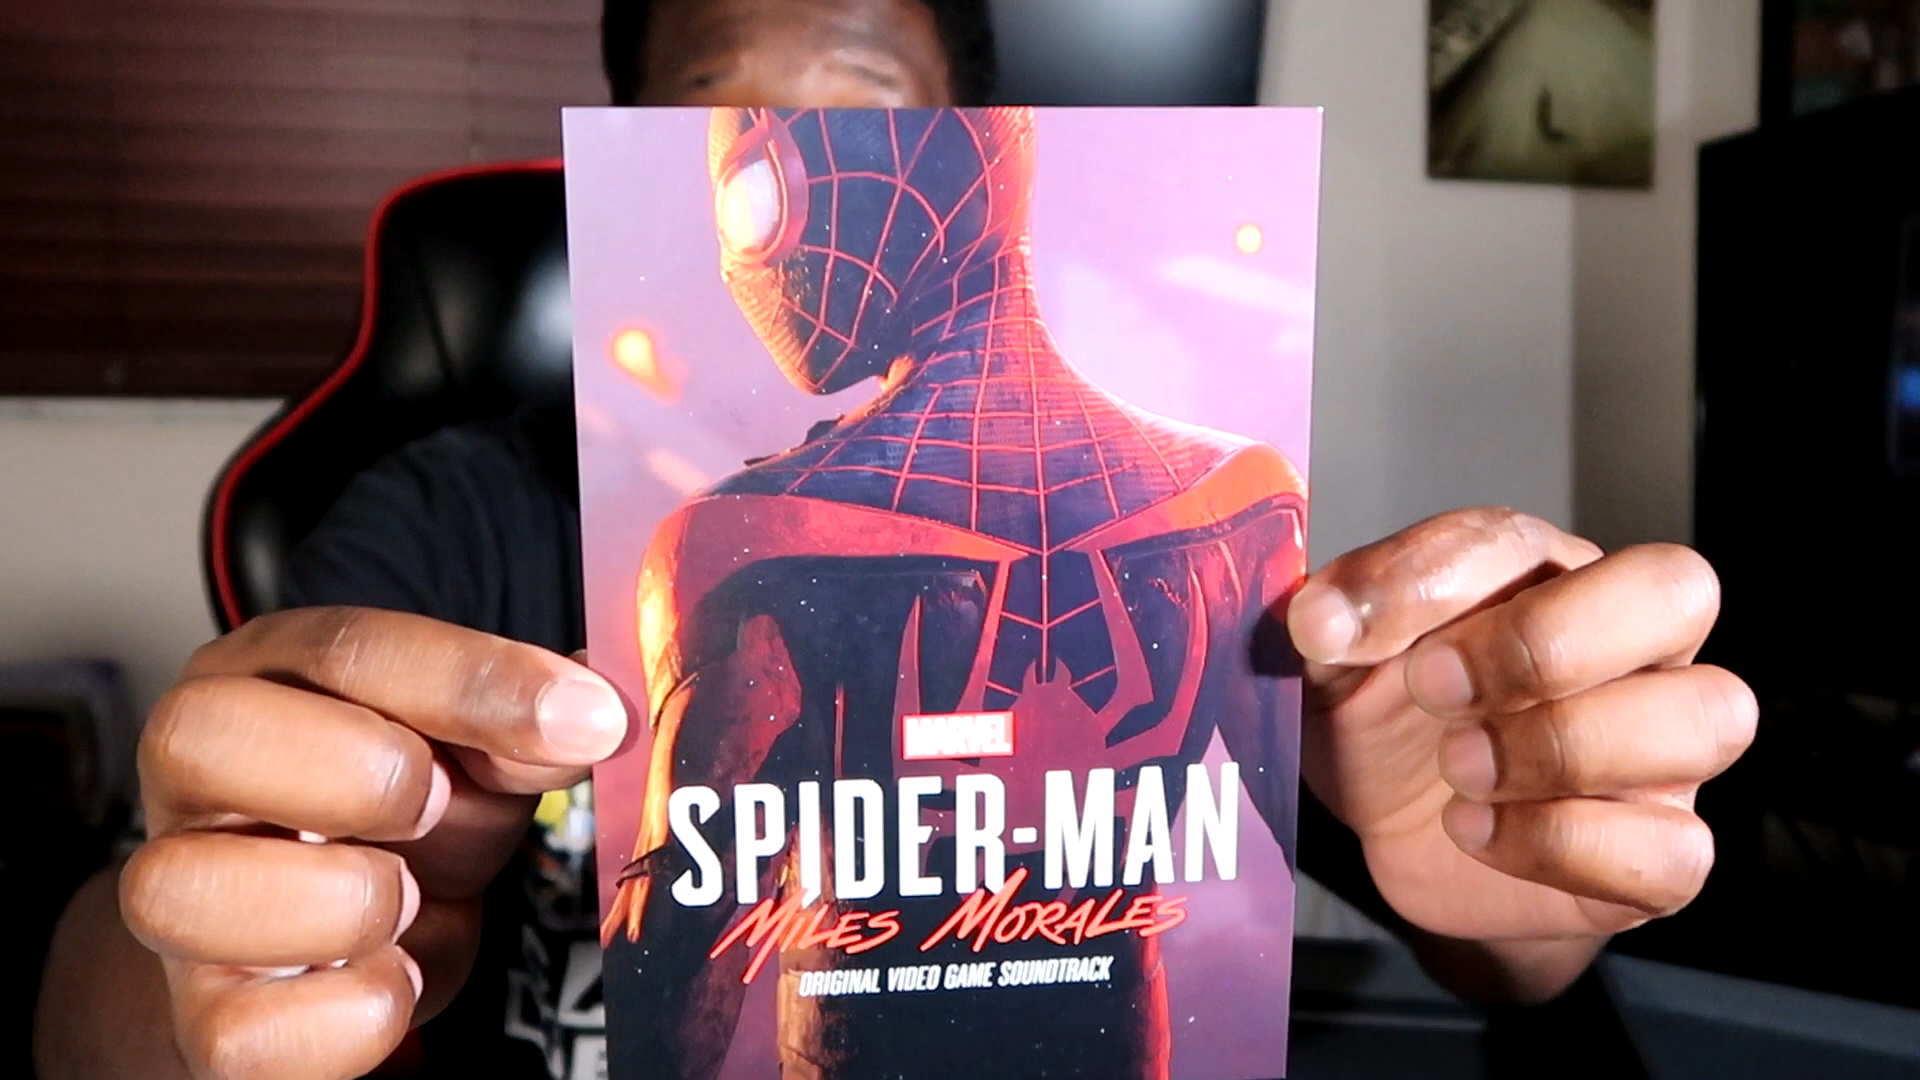 MARVEL
SPIDER-MAN
MILES MORALES
ORIGINAL VIDEO GAME SOUNDTRACK